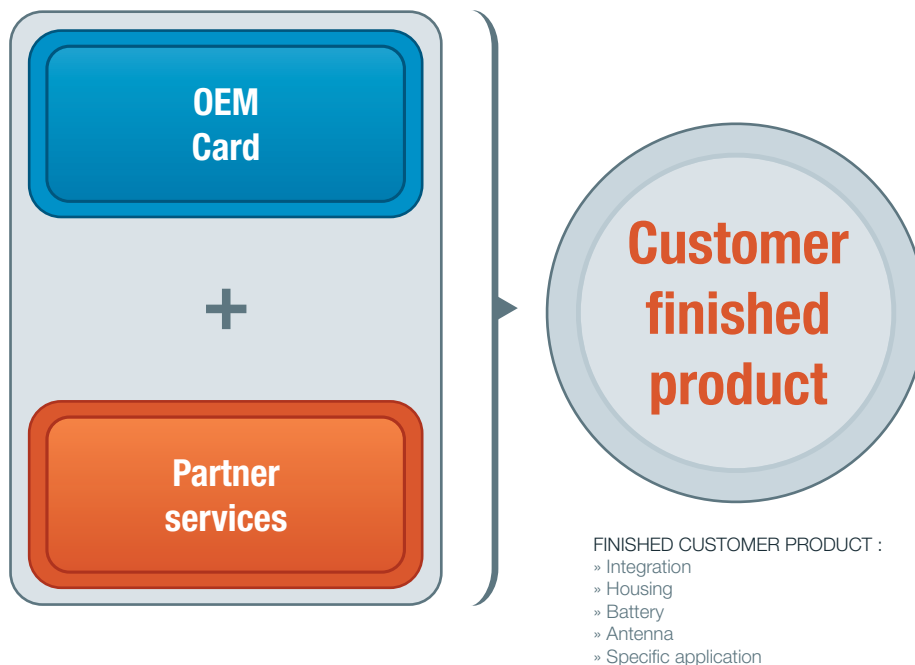 OEM
Card
+
Partner
services
Customer
finished
product
FINISHED CUSTOMER PRODUCT :
» Integration
» Housing
» Battery
» Antenna
» Specific application